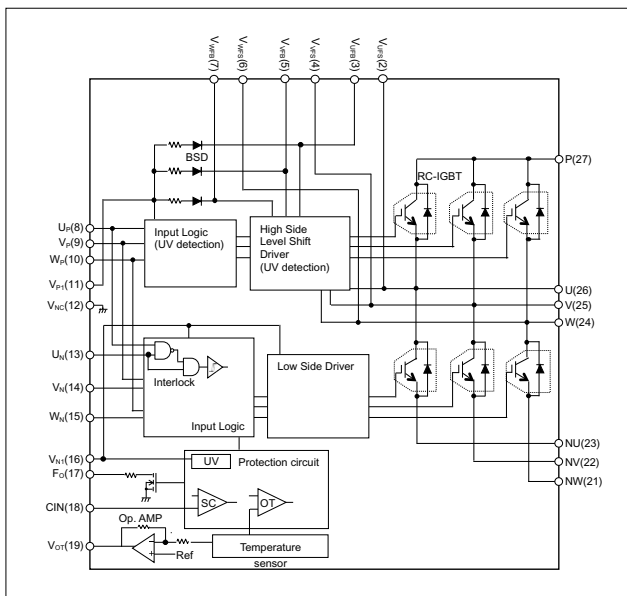 VWFB(7)
VWFS(6)
VVFB(5)
VVFS(4)
VUFB(3)
VUFS(2)
BSD
RC-IGBT
P(27)
UP(8)
VP(9)
WP(10)
VP1(11)
VNC(12)
Input Logic
(UV detection)
High Side
Level Shift
Driver
(UV detection)
U(26)
V(25)
W(24)
UN(13)
VN(14)
WN(15)
Interlock
Input Logic
Low Side Driver
VN1(16)
FO(17)
CIN(18)
VOT(19)
UV
Protection circuit
SC
OT
NU(23)
NV(22)
NW(21)
Op. AMP
Ref
Temperature
sensor